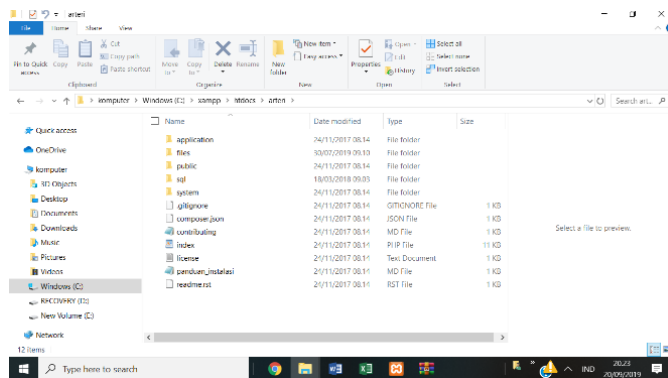 arteri
File Home Share View
Pin to Quick access Copy Paste Cut Copy path Paste shortcut Move to Copy to Delete Rename New folder New item Easy access Properties Open Edit History Select all Select none Invert selection
Clipboard Organize New Open Select
komputer > Windows (C:) > xampp > htdocs > arteri > Search art...
Name Date modified Type Size
Quick access
OneDrive
komputer
3D Objects
Desktop
Documents
Downloads
Music
Pictures
Videos
Windows (C:)
RECOVERY (D:)
New Volume (E:)
Network
application 24/11/2017 08.14 File folder
files 30/07/2019 09.10 File folder
public 24/11/2017 08.14 File folder
sql 18/03/2018 09.03 File folder
system 24/11/2017 08.14 File folder
.gitignore 24/11/2017 08.14 GITIGNORE File 1 KB
composer.json 24/11/2017 08.14 JSON File 1 KB
contributing 24/11/2017 08.14 MD File 1 KB
index 24/11/2017 08.14 PHP File 11 KB
license 24/11/2017 08.14 Text Document 1 KB
panduan_instalasi 24/11/2017 08.14 MD File 1 KB
readme.rst 24/11/2017 08.14 RST File 1 KB
Select a file to preview.
12 items
Type here to search IND 20.23
20/09/2019